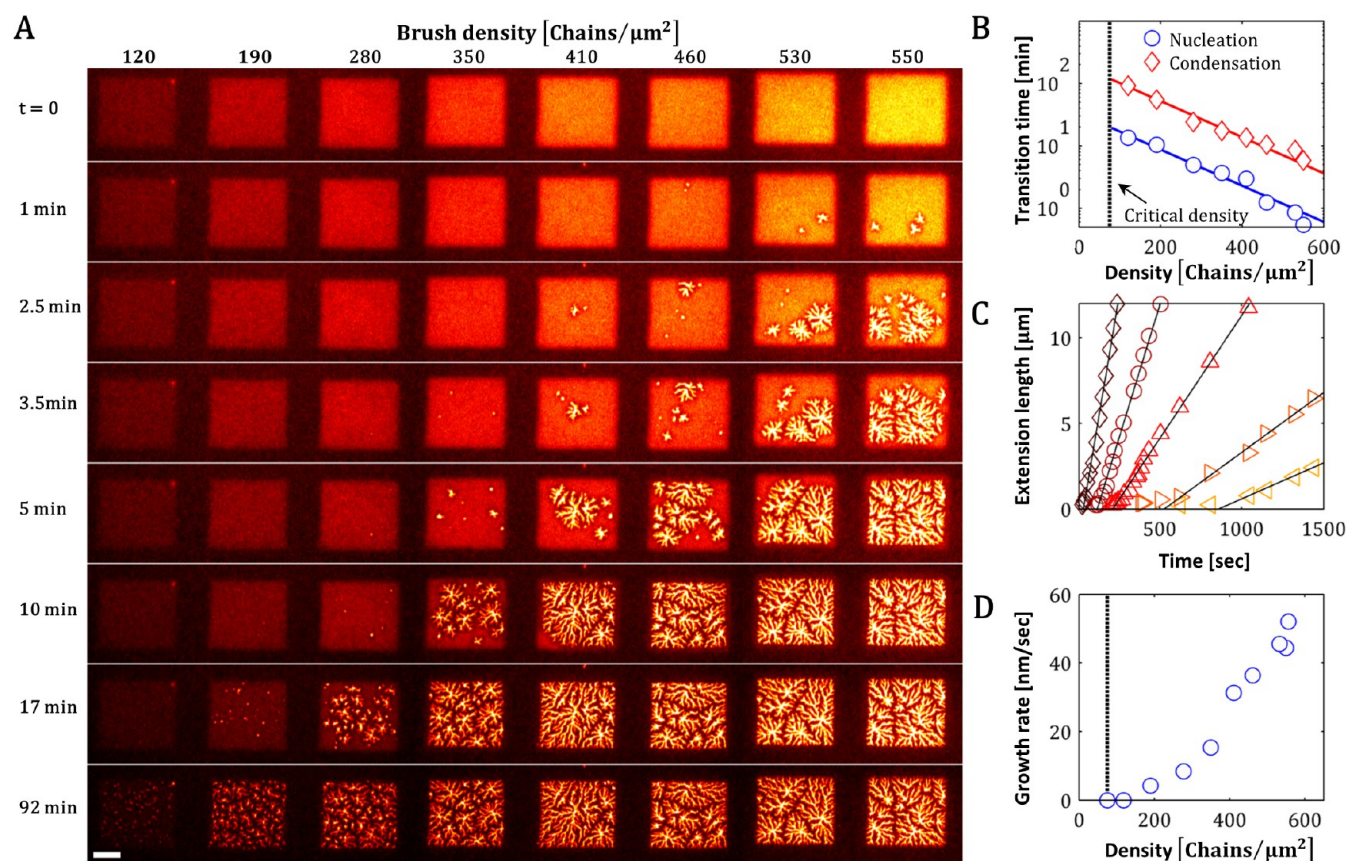 A
Brush density [Chains/μm²]
120 190 280 350 410 460 530 550
t = 0
1 min
2.5 min
3.5min
5 min
10 min
17 min
92 min
B
Transition time [min]
Nucleation
Condensation
Critical density
10 2
10 1
10 0
0 200 400 600
Density [Chains/μm²]
C
Extension length [μm]
10
5
0
500 1000 1500
Time [sec]
D
Growth rate [nm/sec]
60
40
20
0
0 200 400 600
Density [Chains/μm²]